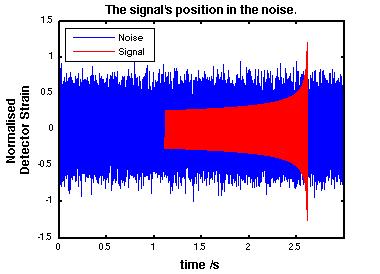 The signal's position in the noise.
Noise
Signal
1.5
1
0.5
0
-0.5
-1
-1.5
Normalised
Detector Strain
0 0.5 1 1.5 2 2.5
time /s